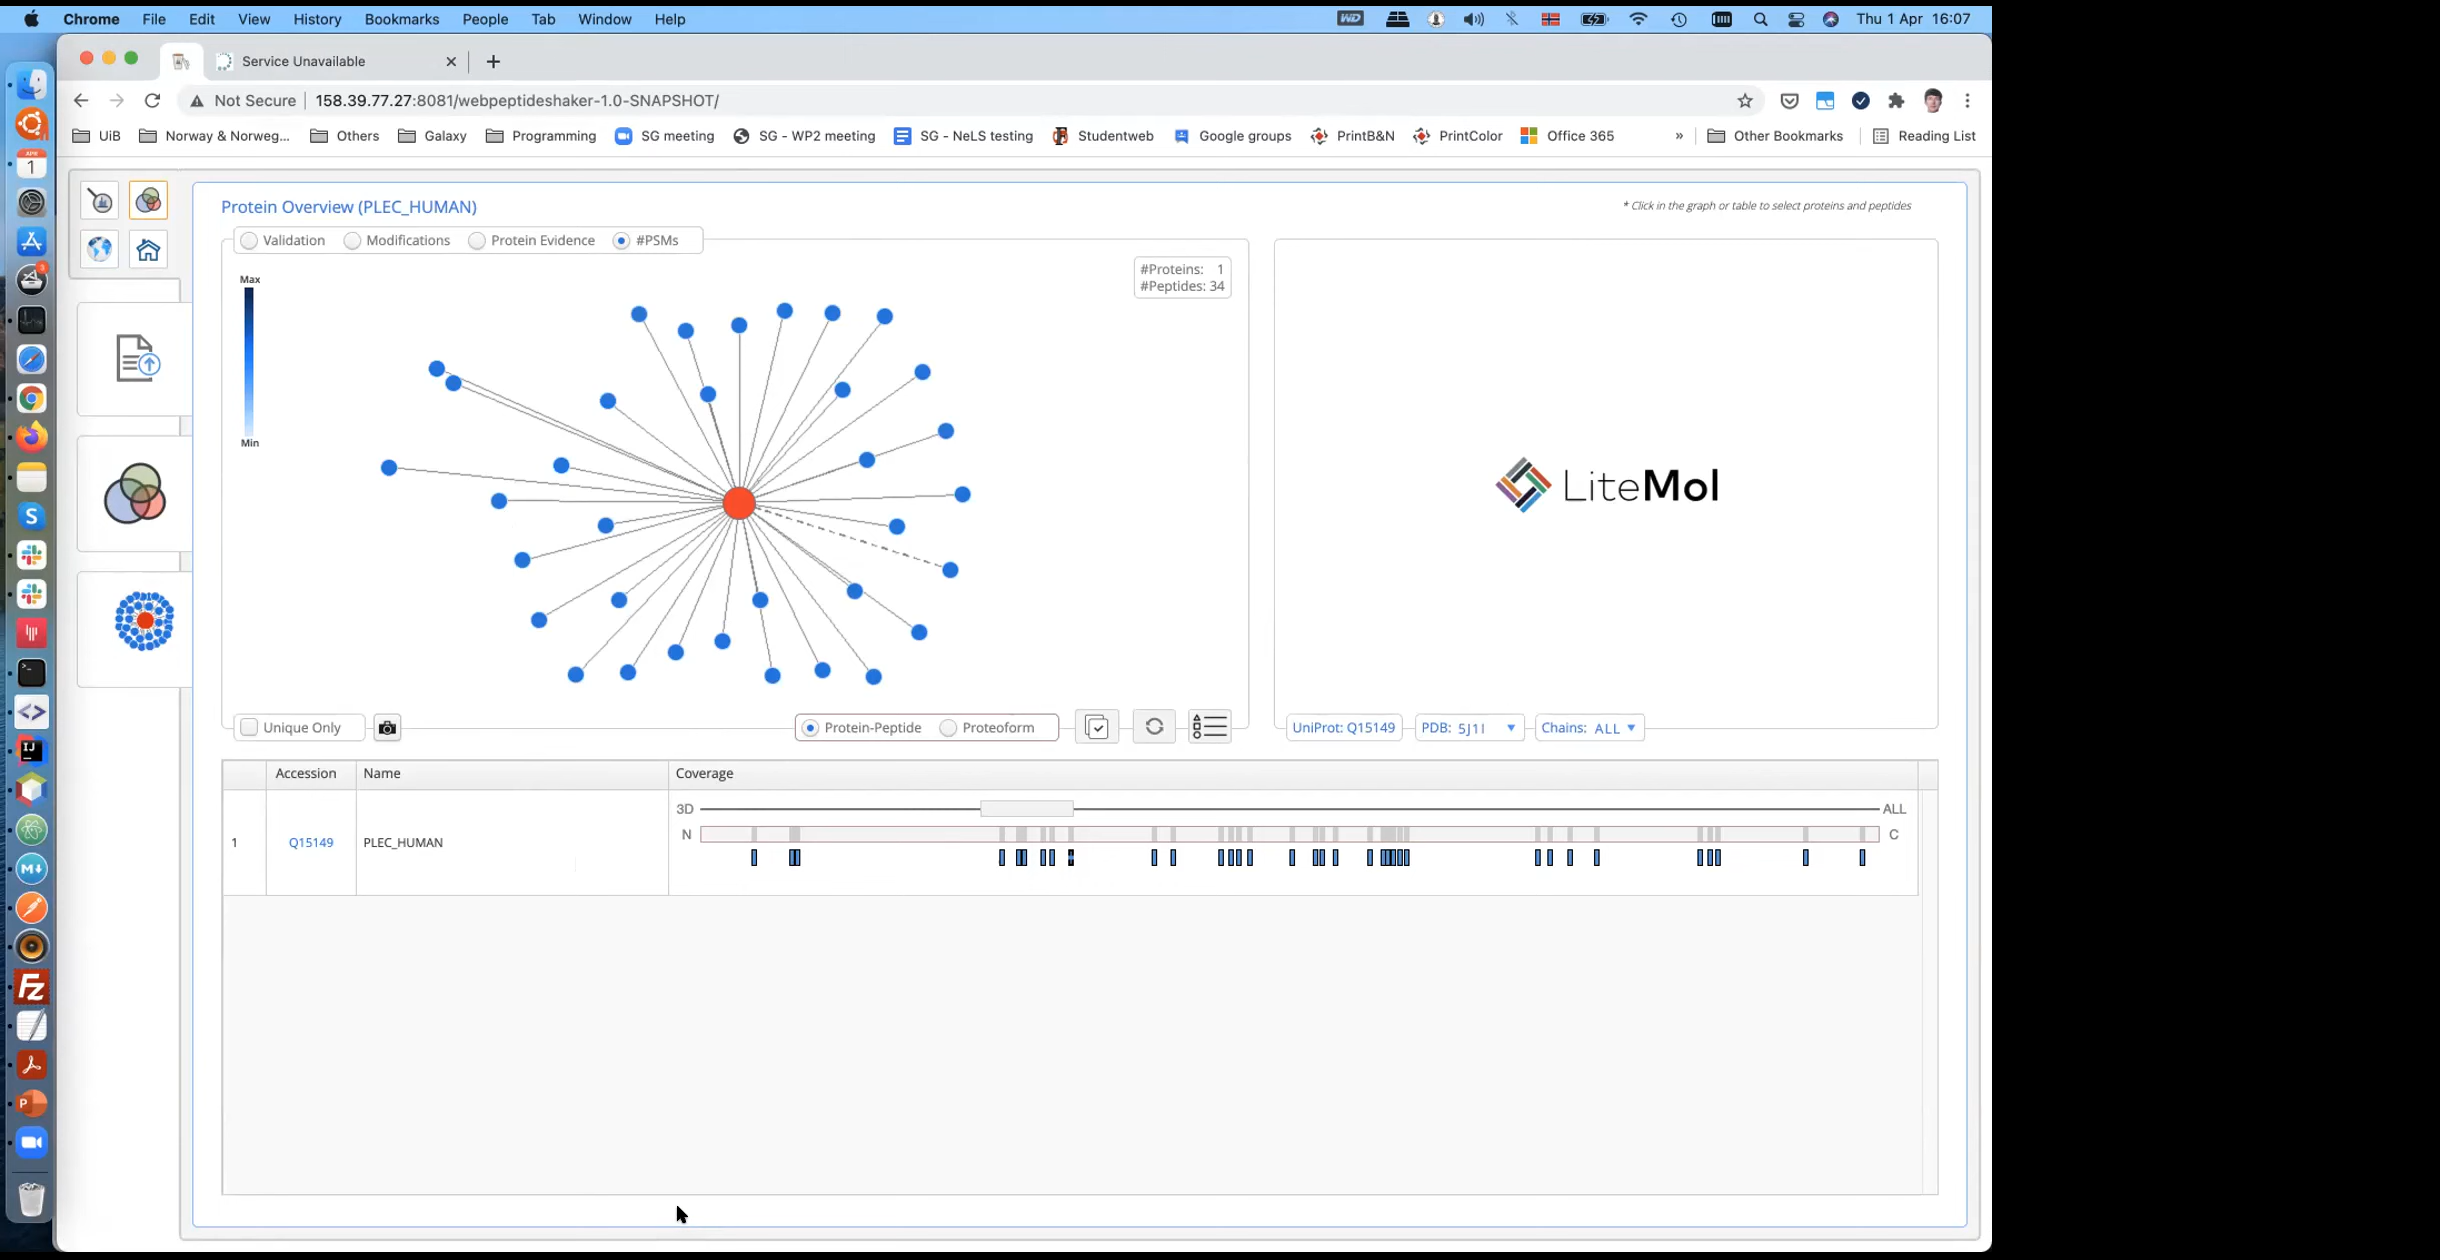 Chrome File Edit View History Bookmarks People Tab Window Help WD Thu 1 Apr 16:07
Service Unavailable
Not Secure 158.39.77.27:8081/webpeptideshaker-1.0-SNAPSHOT/
UiB Norway & Norweg... Others Galaxy Programming SG meeting SG - WP2 meeting SG - NeLS testing Studentweb Google groups PrintB&N PrintColor Office 365 » Other Bookmarks Reading List
Protein Overview (PLEC_HUMAN)
* Click in the graph or table to select proteins and peptides
Validation Modifications Protein Evidence #PSMs
#Proteins: 1
#Peptides: 34
Max
Min
LiteMol
Unique Only Protein-Peptide Proteoform UniProt: Q15149 PDB: 5J1I Chains: ALL
Accession Name Coverage
3D ALL
N C
1 Q15149 PLEC_HUMAN